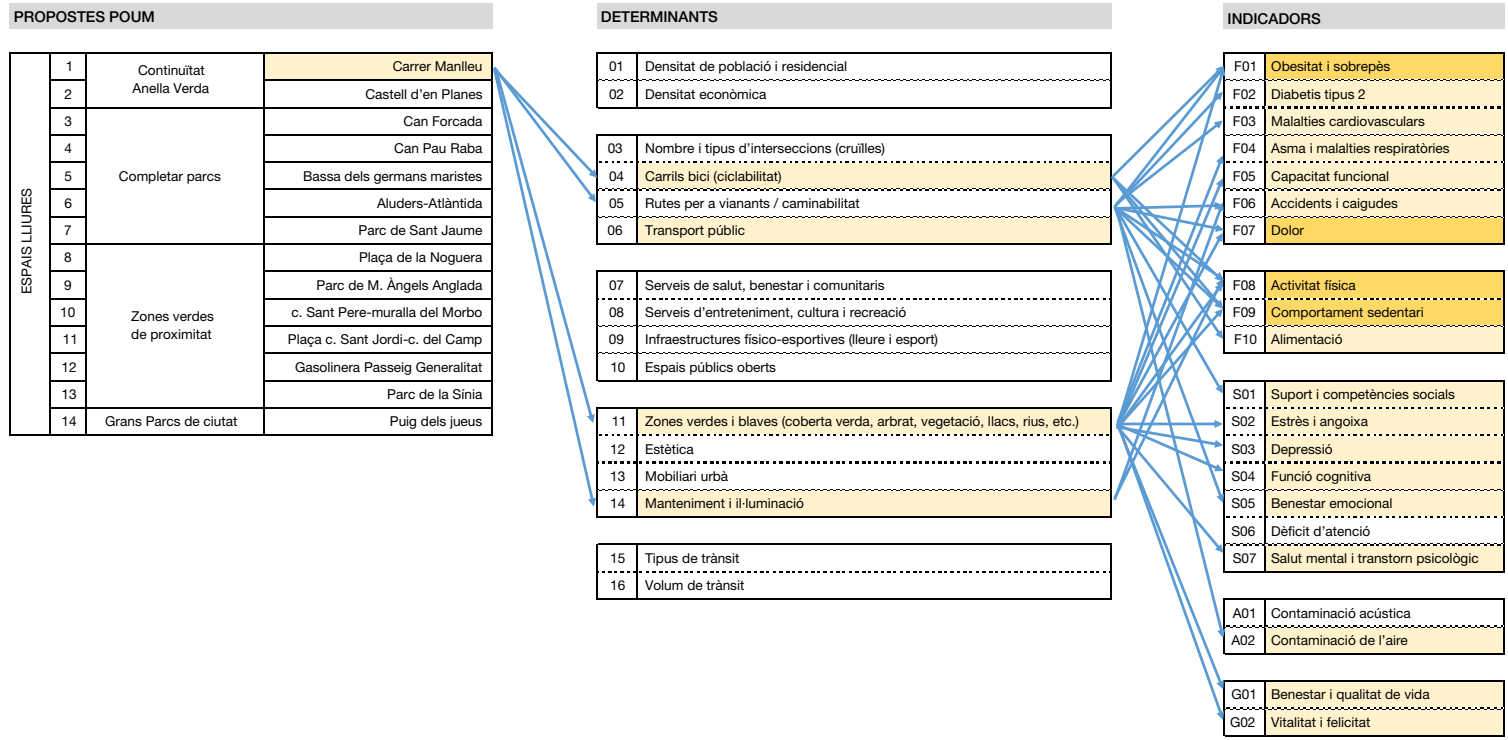 PROPOSTES POUM
ESPAIS LLIURES
1
Continuïtat
Anella Verda
Carrer Manlleu
2
Castell d'en Planes
3
Completar parcs
Can Forcada
4
Can Pau Raba
5
Bassa dels germans maristes
6
Aluders-Atlàntida
7
Parc de Sant Jaume
8
Zones verdes
de proximitat
Plaça de la Noguera
9
Parc de M. Àngels Anglada
10
c. Sant Pere-muralla del Morbo
11
Plaça c. Sant Jordi-c. del Camp
12
Gasolinera Passeig Generalitat
13
Parc de la Sínia
14
Grans Parcs de ciutat
Puig dels jueus
DETERMINANTS
01 Densitat de població i residencial
02 Densitat econòmica
03 Nombre i tipus d'interseccions (cruïlles)
04 Carrils bici (ciclabilitat)
05 Rutes per a vianants / caminabilitat
06 Transport públic
07 Serveis de salut, benestar i comunitaris
08 Serveis d'entreteniment, cultura i recreació
09 Infraestructures físico-esportives (lleure i esport)
10 Espais públics oberts
11 Zones verdes i blaves (coberta verda, arbrat, vegetació, llacs, rius, etc.)
12 Estètica
13 Mobiliari urbà
14 Manteniment i il·luminació
15 Tipus de trànsit
16 Volum de trànsit
INDICADORS
F01 Obesitat i sobrepès
F02 Diabetis tipus 2
F03 Malalties cardiovasculars
F04 Asma i malalties respiratòries
F05 Capacitat funcional
F06 Accidents i caigudes
F07 Dolor
F08 Activitat física
F09 Comportament sedentari
F10 Alimentació
S01 Suport i competències socials
S02 Estrès i angoixa
S03 Depressió
S04 Funció cognitiva
S05 Benestar emocional
S06 Dèficit d'atenció
S07 Salut mental i transtorn psicològic
A01 Contaminació acústica
A02 Contaminació de l'aire
G01 Benestar i qualitat de vida
G02 Vitalitat i felicitat